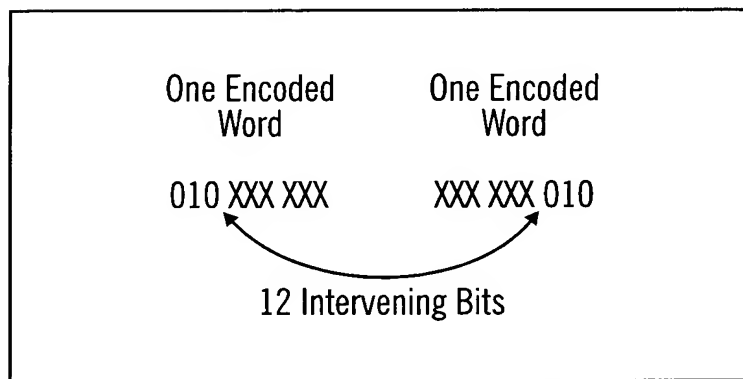 One Encoded One Encoded
Word Word
010 XXX XXX XXX XXX 010
12 Intervening Bits